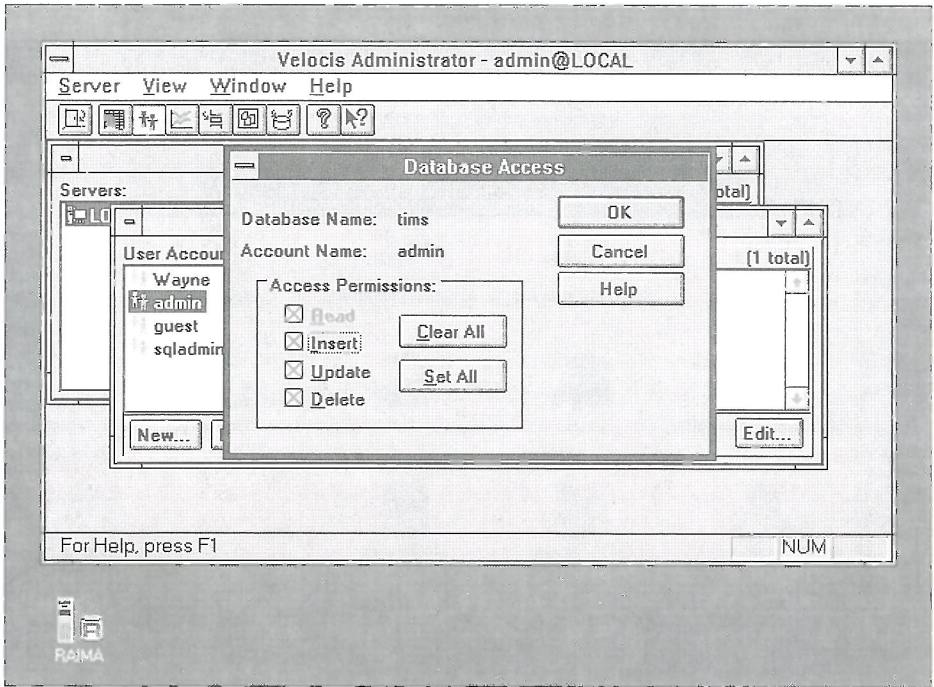 Velocis Administrator - admin@LOCAL
Server View Window Help
Servers:
LO
otal]
User Accour
(1 total)
Wayne
admin
guest
sqladmin
New...
Edit...
Database Access
Database Name: tims
Account Name: admin
Access Permissions:
Read
Insert
Update
Delete
Clear All
Set All
OK
Cancel
Help
For Help, press F1
NUM
RAIMA